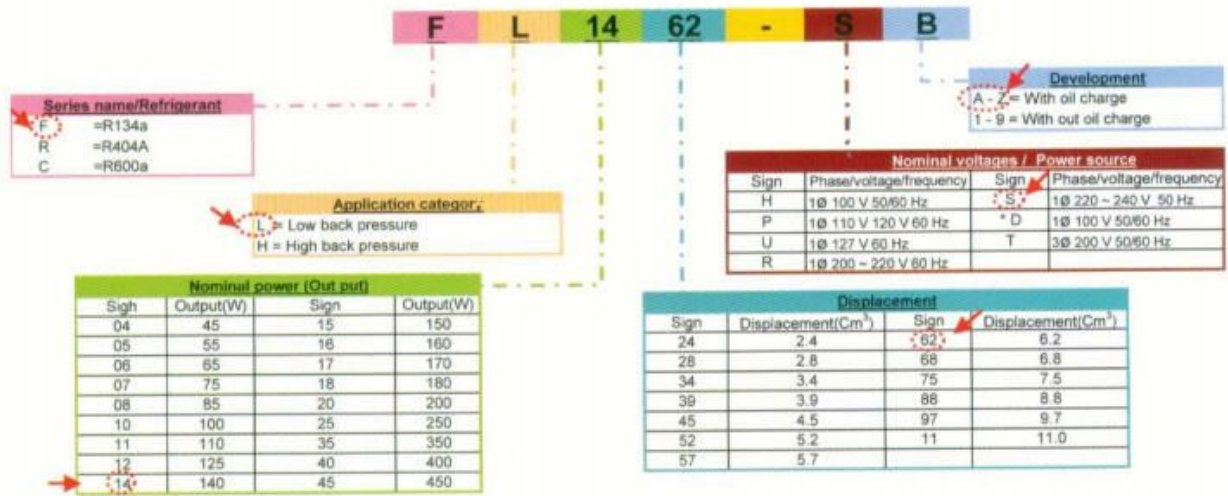 F L 14 62 - S B
Development
A - Z = With oil charge
1 - 9 = With out oil charge
Series name/Refrigerant
F =R134a
R =R404A
C =R600a
Nominal voltages / Power source
Sign Phase/voltage/frequency Sign Phase/voltage/frequency
H 1Ø 100 V 50/60 Hz S 1Ø 220 ~ 240 V 50 Hz
P 1Ø 110 V 120 V 60 Hz * D 1Ø 100 V 50/60 Hz
U 1Ø 127 V 60 Hz T 3Ø 200 V 50/60 Hz
R 1Ø 200 ~ 220 V 60 Hz
Application category:
L = Low back pressure
H = High back pressure
Nominal power (Out put)
Sigh Output(W) Sign Output(W)
04 45 15 150
05 55 16 160
06 65 17 170
07 75 18 180
08 85 20 200
10 100 25 250
11 110 35 350
12 125 40 400
14 140 45 450
Displacement
Sign Displacement(Cm³) Sign Displacement(Cm³)
24 2.4 62 6.2
28 2.8 68 6.8
34 3.4 75 7.5
39 3.9 88 8.8
45 4.5 97 9.7
52 5.2 11 11.0
57 5.7